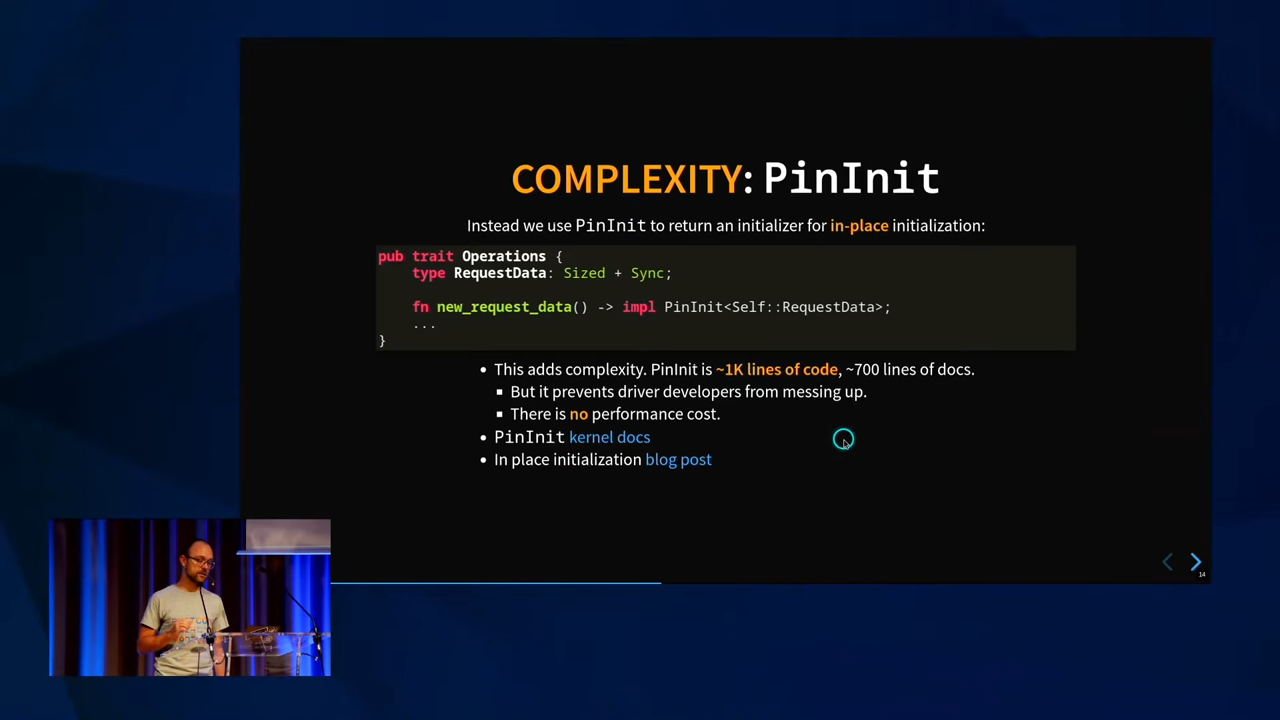 COMPLEXITY: PinInit
Instead we use PinInit to return an initializer for in-place initialization:
pub trait Operations {
    type RequestData: Sized + Sync;
    fn new_request_data() -> impl PinInit<Self::RequestData>;
    ...
}
• This adds complexity. PinInit is ~1K lines of code, ~700 lines of docs.
▪ But it prevents driver developers from messing up.
▪ There is no performance cost.
• PinInit kernel docs
• In place initialization blog post
14